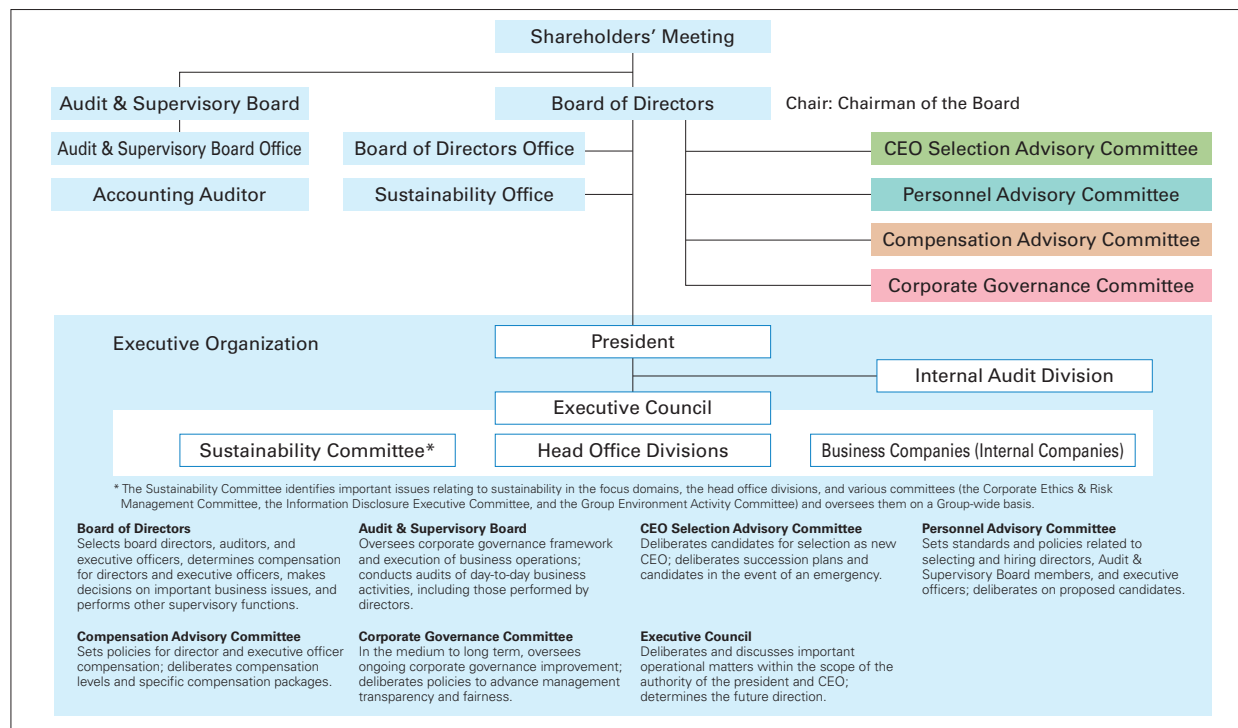 Shareholders' Meeting
Audit & Supervisory Board
Board of Directors
Chair: Chairman of the Board
Audit & Supervisory Board Office
Board of Directors Office
CEO Selection Advisory Committee
Accounting Auditor
Sustainability Office
Personnel Advisory Committee
Compensation Advisory Committee
Corporate Governance Committee
Executive Organization
President
Internal Audit Division
Executive Council
Sustainability Committee*
Head Office Divisions
Business Companies (Internal Companies)
* The Sustainability Committee identifies important issues relating to sustainability in the focus domains, the head office divisions, and various committees (the Corporate Ethics & Risk
Management Committee, the Information Disclosure Executive Committee, and the Group Environment Activity Committee) and oversees them on a Group-wide basis.
Board of Directors
Selects board directors, auditors, and
executive officers, determines compensation
for directors and executive officers, makes
decisions on important business issues, and
performs other supervisory functions.
Audit & Supervisory Board
Oversees corporate governance framework
and execution of business operations;
conducts audits of day-to-day business
activities, including those performed by
directors.
CEO Selection Advisory Committee
Deliberates candidates for selection as new
CEO; deliberates succession plans and
candidates in the event of an emergency.
Personnel Advisory Committee
Sets standards and policies related to
selecting and hiring directors, Audit &
Supervisory Board members, and executive
officers; deliberates on proposed candidates.
Compensation Advisory Committee
Sets policies for director and executive officer
compensation; deliberates compensation
levels and specific compensation packages.
Corporate Governance Committee
In the medium to long term, oversees
ongoing corporate governance improvement;
deliberates policies to advance management
transparency and fairness.
Executive Council
Deliberates and discusses important
operational matters within the scope of the
authority of the president and CEO;
determines the future direction.